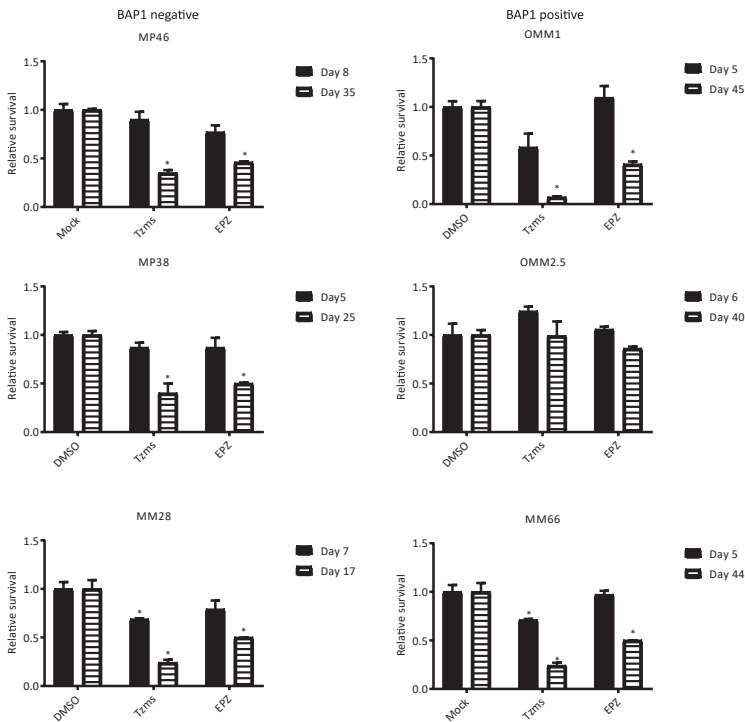 BAP1 negative
BAP1 positive
MP46
Relative survival
1.5
1.0
0.5
0.0
*
*
Mock
Tzms
EPZ
Day 8
Day 35
OMM1
Relative survival
1.5
1.0
0.5
0.0
*
*
DMSO
Tzms
EPZ
Day 5
Day 45
MP38
Relative survival
1.5
1.0
0.5
0.0
*
*
DMSO
Tzms
EPZ
Day5
Day 25
OMM2.5
Relative survival
1.5
1.0
0.5
0.0
DMSO
Tzms
EPZ
Day 6
Day 40
MM28
Relative survival
1.5
1.0
0.5
0.0
*
*
*
DMSO
Tzms
EPZ
Day 7
Day 17
MM66
Relative survival
1.5
1.0
0.5
0.0
*
*
*
Mock
Tzms
EPZ
Day 5
Day 44